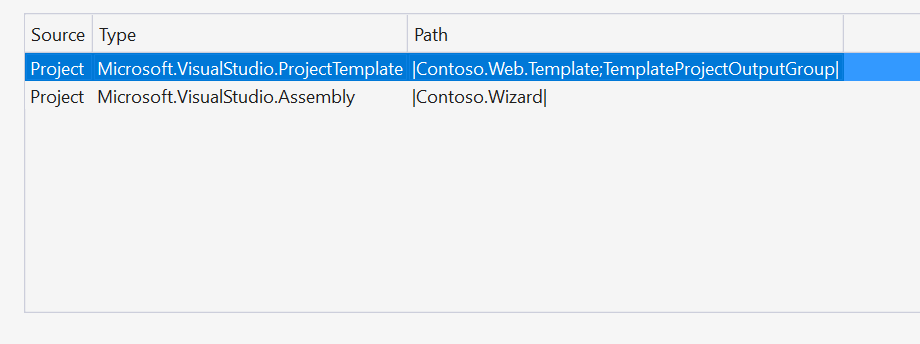 Source Type Path
Project Microsoft.VisualStudio.ProjectTemplate |Contoso.Web.Template;TemplateProjectOutputGroup|
Project Microsoft.VisualStudio.Assembly |Contoso.Wizard|